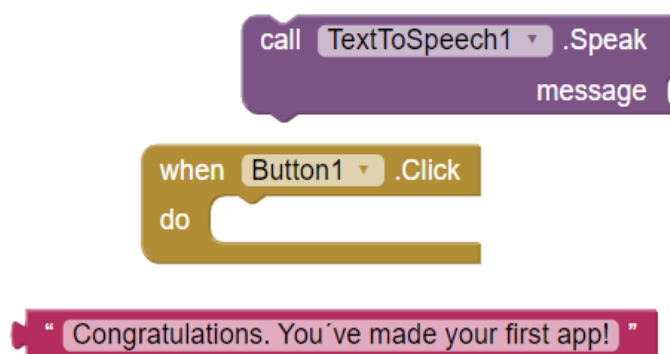 call TextToSpeech1 .Speak
message
when Button1 .Click
do
“ Congratulations. You´ve made your first app! ”